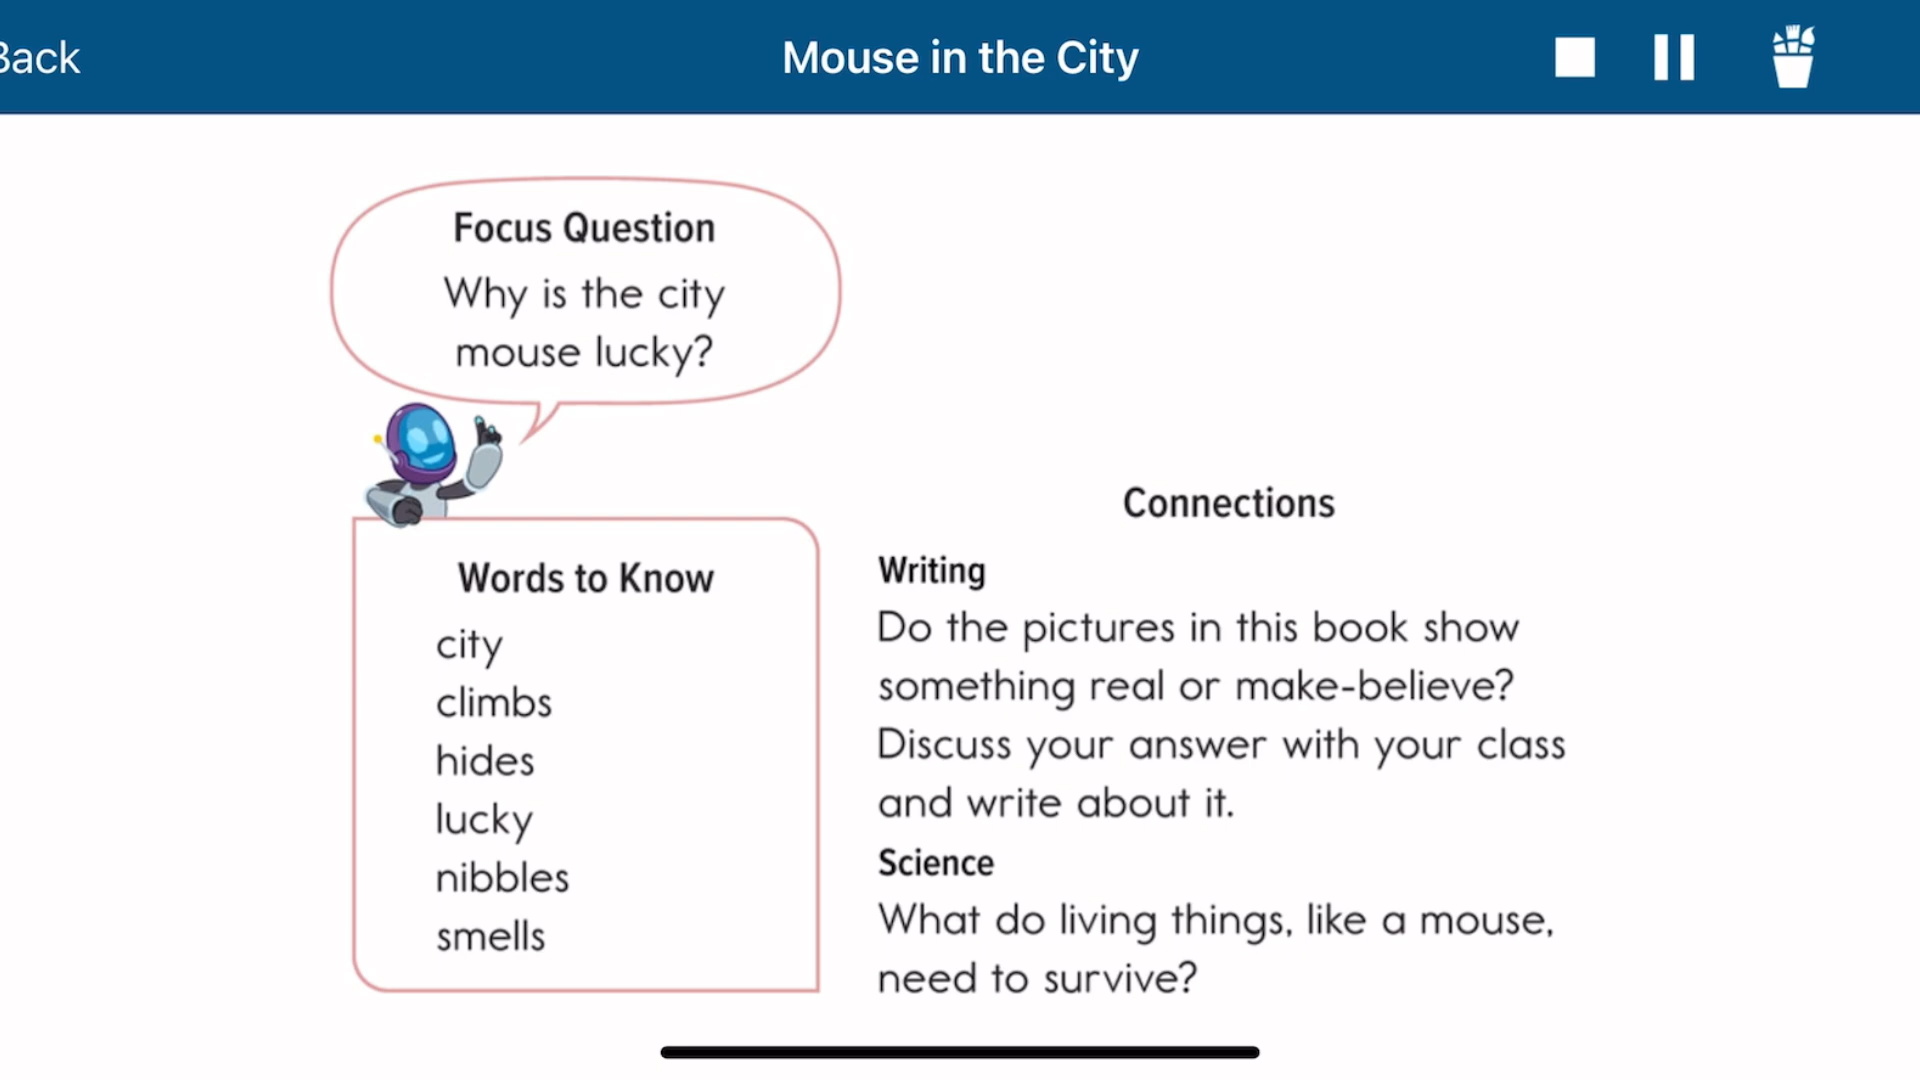 Back
Mouse in the City
Focus Question
Why is the city
mouse lucky?
Words to Know
city
climbs
hides
lucky
nibbles
smells
Connections
Writing
Do the pictures in this book show
something real or make-believe?
Discuss your answer with your class
and write about it.
Science
What do living things, like a mouse,
need to survive?